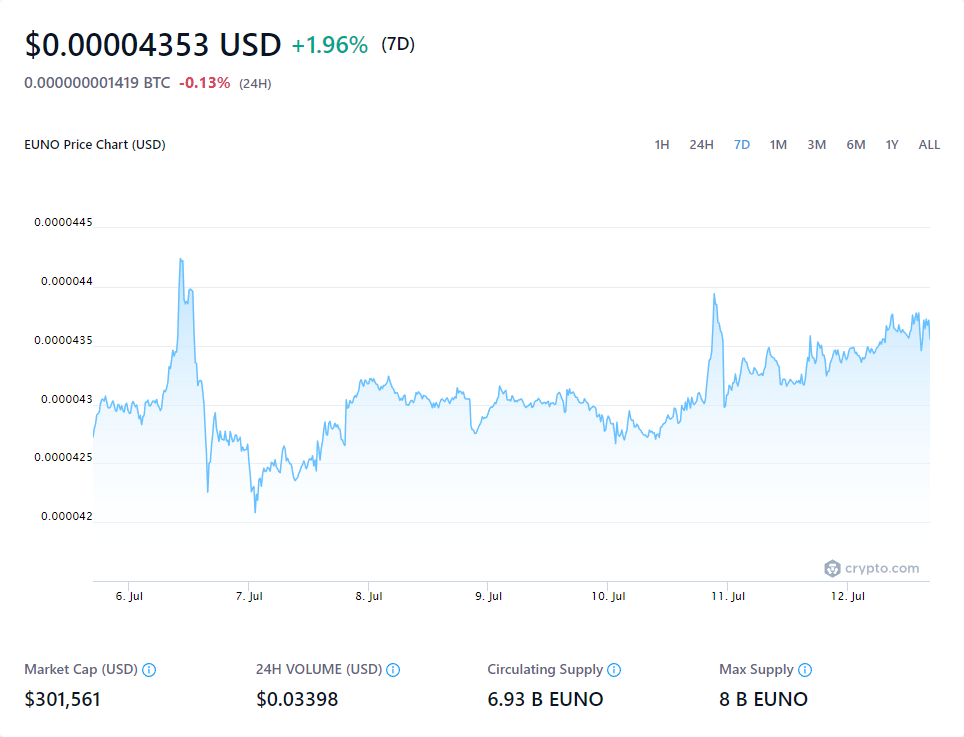 $0.00004353 USD +1.96% (7D)
0.000000001419 BTC -0.13% (24H)
EUNO Price Chart (USD) 1H 24H 7D 1M 3M 6M 1Y ALL
0.0000445
0.000044
0.0000435
0.000043
0.0000425
0.000042
crypto.com
6. Jul 7. Jul 8. Jul 9. Jul 10. Jul 11. Jul 12. Jul
Market Cap (USD) 24H VOLUME (USD) Circulating Supply Max Supply
$301,561 $0.03398 6.93 B EUNO 8 B EUNO